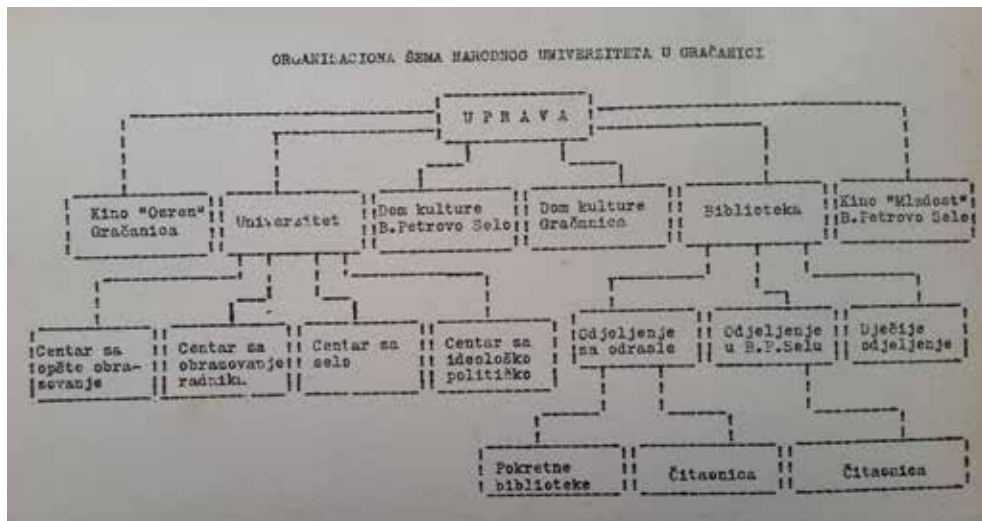 ORGANIZACIONA ŠEMA NARODNOG UNIVERZITETA U GRAČANICI
U P R A V A
Kino "Ozren"
Gračanica
Univerzitet
Dom kulture
B.Petrovo Selo
Dom kulture
Gračanica
Biblioteka
Kino "Mladost"
B.Petrovo Selo
Centar za
opšte obra-
zovanje
Centar za
obrazovanje
radnika
Centar za
selo
Centar za
ideološko
političko
Odjeljenje
za odrasle
Odjeljenje
u B.P.Selu
Dječije
odjeljenje
Pokretne
biblioteke
Čitaonica
Čitaonica